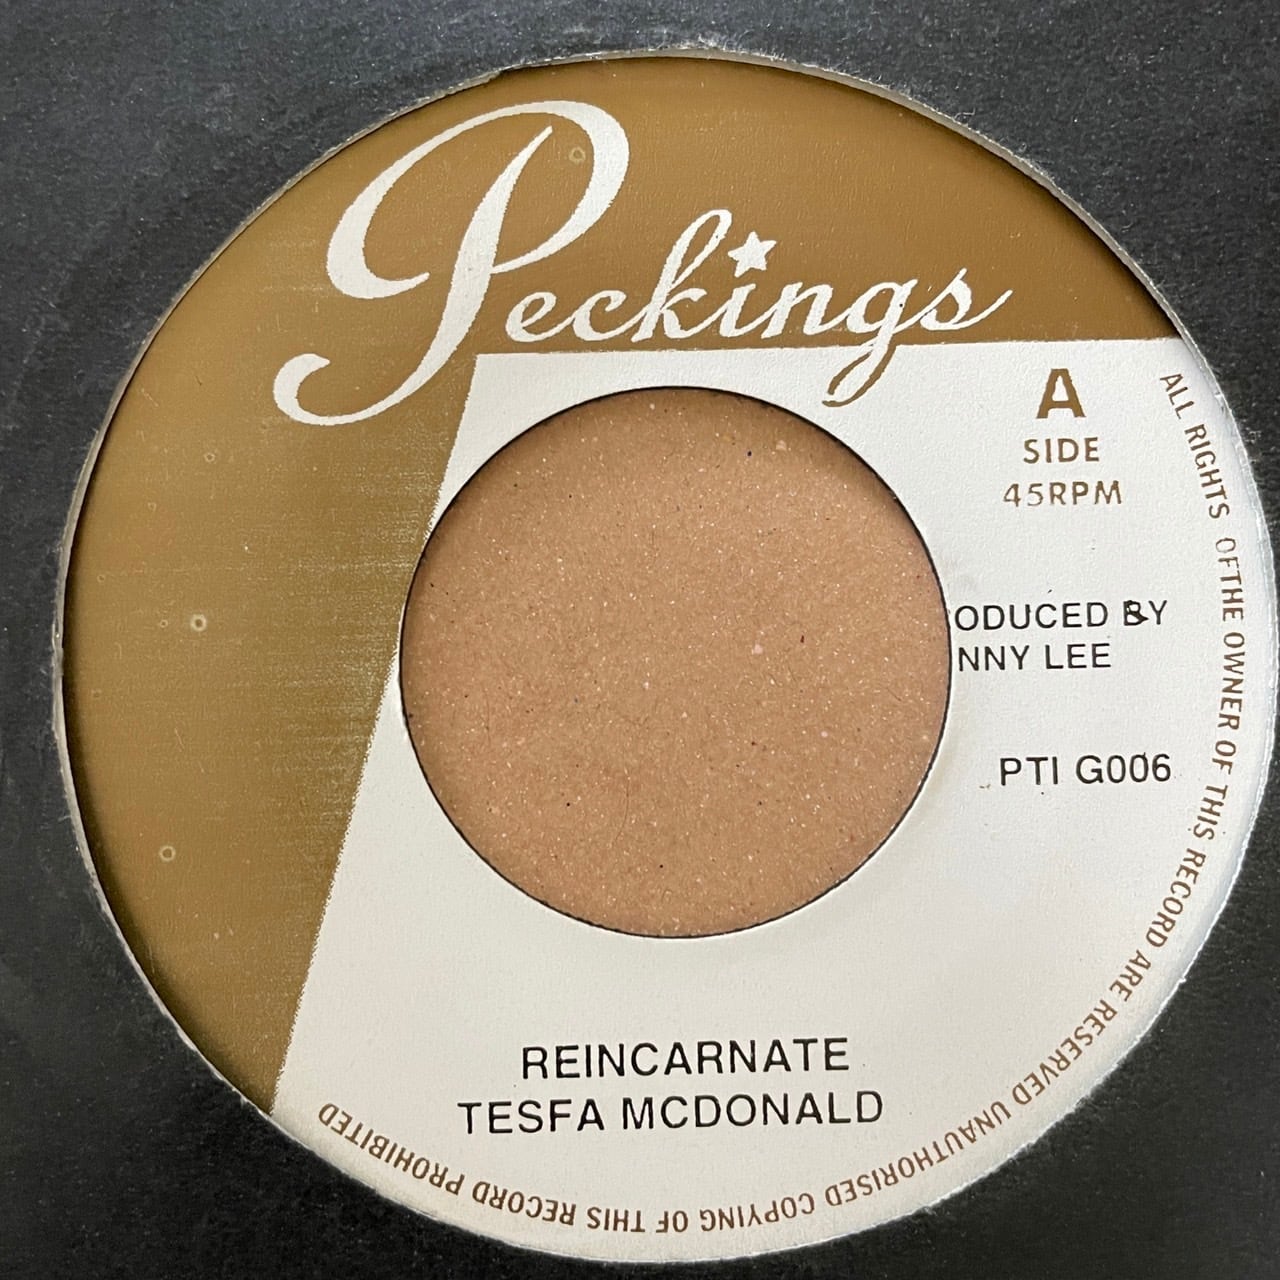 Peckings
A
SIDE
45RPM
ODUCED BY
NNY LEE
PTI G006
REINCARNATE
TESFA MCDONALD
ALL RIGHTS OFTHE OWNER OF THIS RECORD ARE RESERVED UNAUTHORISED COPYING OF THIS RECORD PROHIBITED